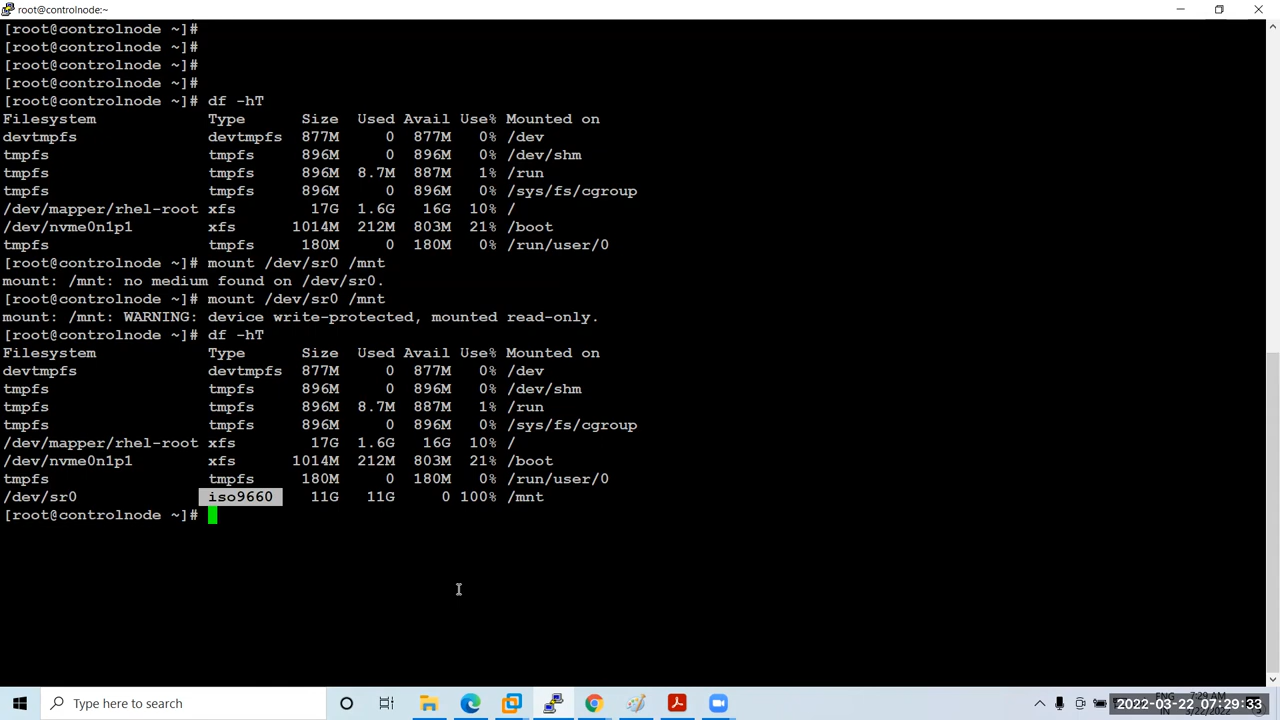 root@controlnode:~
[root@controlnode ~]#
[root@controlnode ~]#
[root@controlnode ~]#
[root@controlnode ~]#
[root@controlnode ~]# df -hT
Filesystem Type Size Used Avail Use% Mounted on
devtmpfs devtmpfs 877M 0 877M 0% /dev
tmpfs tmpfs 896M 0 896M 0% /dev/shm
tmpfs tmpfs 896M 8.7M 887M 1% /run
tmpfs tmpfs 896M 0 896M 0% /sys/fs/cgroup
/dev/mapper/rhel-root xfs 17G 1.6G 16G 10% /
/dev/nvme0n1p1 xfs 1014M 212M 803M 21% /boot
tmpfs tmpfs 180M 0 180M 0% /run/user/0
[root@controlnode ~]# mount /dev/sr0 /mnt
mount: /mnt: no medium found on /dev/sr0.
[root@controlnode ~]# mount /dev/sr0 /mnt
mount: /mnt: WARNING: device write-protected, mounted read-only.
[root@controlnode ~]# df -hT
Filesystem Type Size Used Avail Use% Mounted on
devtmpfs devtmpfs 877M 0 877M 0% /dev
tmpfs tmpfs 896M 0 896M 0% /dev/shm
tmpfs tmpfs 896M 8.7M 887M 1% /run
tmpfs tmpfs 896M 0 896M 0% /sys/fs/cgroup
/dev/mapper/rhel-root xfs 17G 1.6G 16G 10% /
/dev/nvme0n1p1 xfs 1014M 212M 803M 21% /boot
tmpfs tmpfs 180M 0 180M 0% /run/user/0
/dev/sr0 iso9660 11G 11G 0 100% /mnt
[root@controlnode ~]#
Type here to search
ENG 7:29 AM
2022-03-22 07:29:33